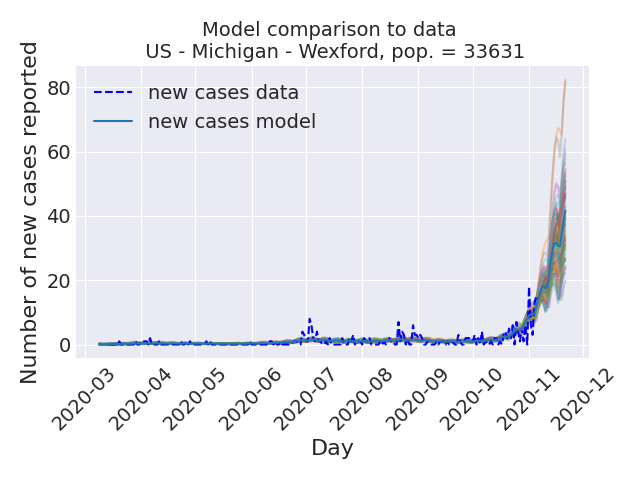 Model comparison to data
US - Michigan - Wexford, pop. = 33631
new cases data
new cases model
Number of new cases reported
80
60
40
20
0
2020-03
2020-04
2020-05
2020-06
2020-07
2020-08
2020-09
2020-10
2020-11
2020-12
Day